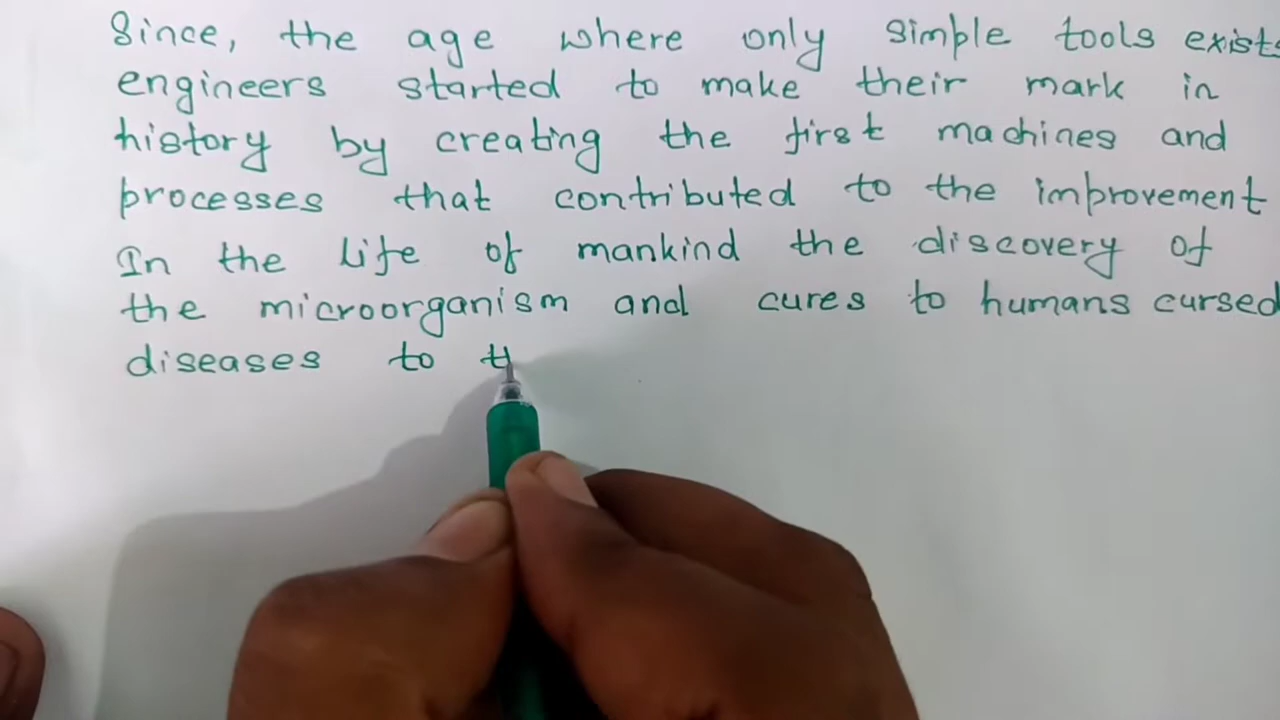 Since, the age where only simple tools exists
engineers started to make their mark in
history by creating the first machines and
processes that contributed to the improvement
In the life of mankind the discovery of
the microorganism and cures to humans cursed
diseases to